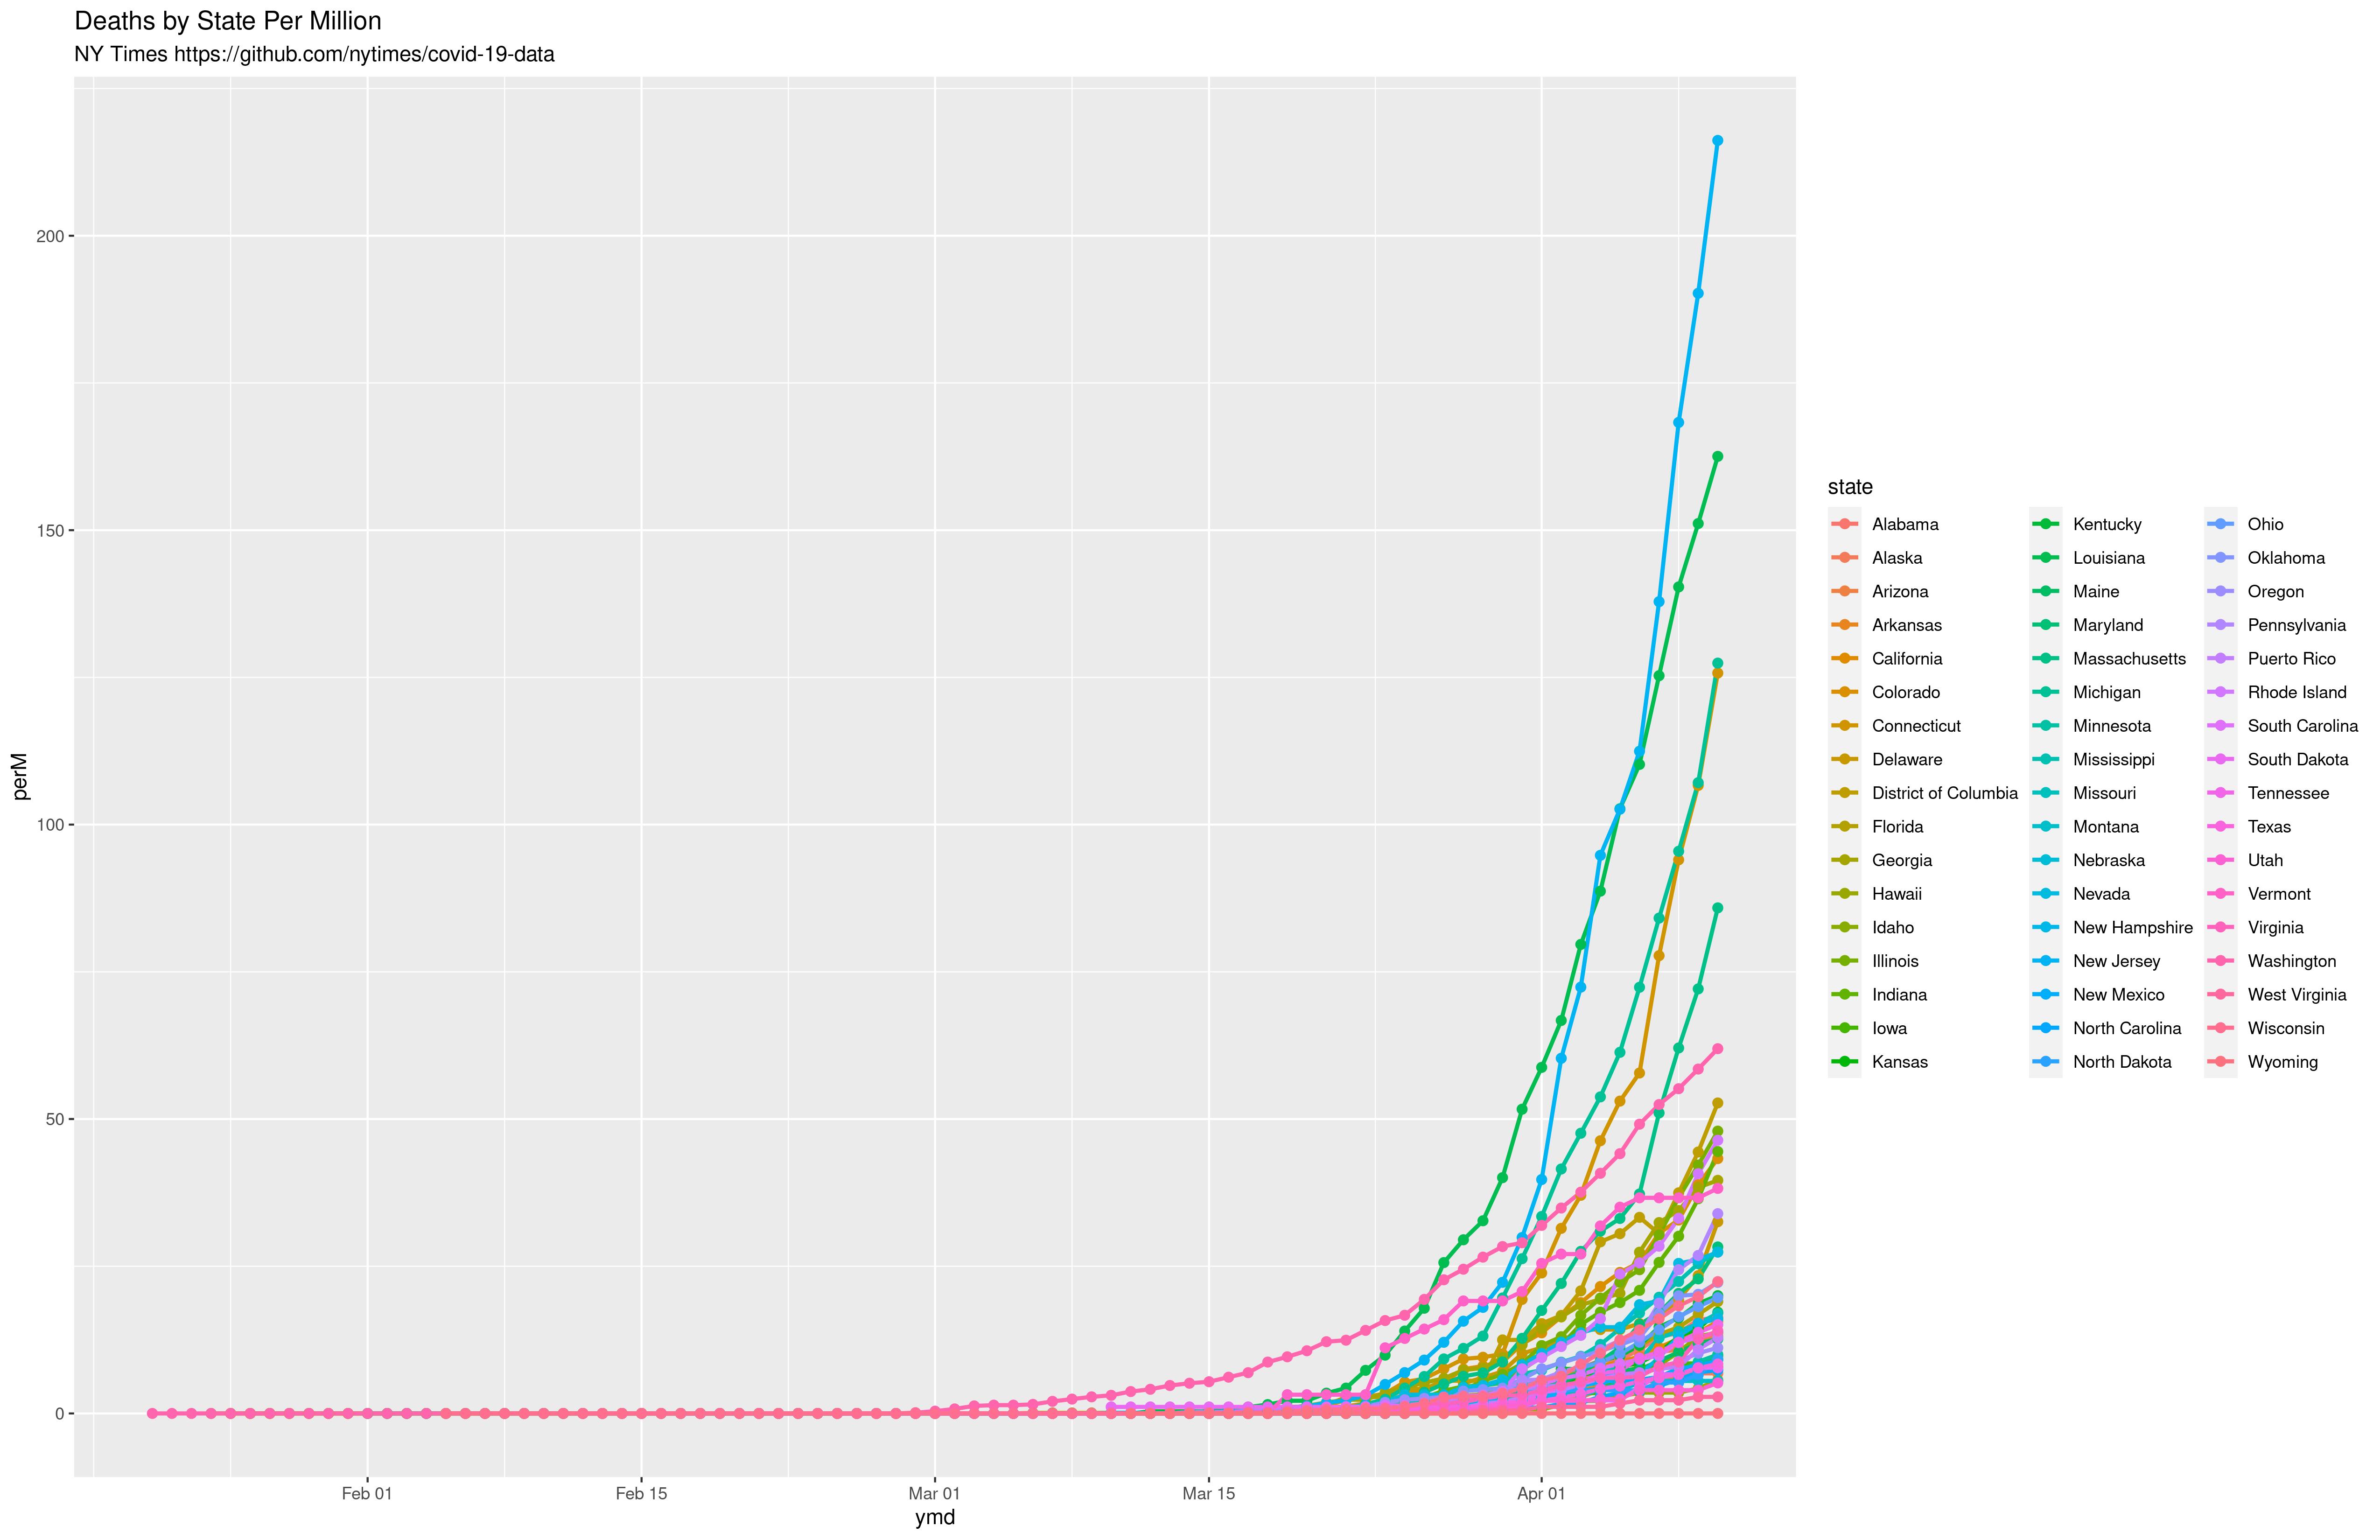 Deaths by State Per Million
NY Times https://github.com/nytimes/covid-19-data
200
150
100
50
0
perM
Feb 01
Feb 15
Mar 01
Mar 15
Apr 01
ymd
state
Alabama
Alaska
Arizona
Arkansas
California
Colorado
Connecticut
Delaware
District of Columbia
Florida
Georgia
Hawaii
Idaho
Illinois
Indiana
Iowa
Kansas
Kentucky
Louisiana
Maine
Maryland
Massachusetts
Michigan
Minnesota
Mississippi
Missouri
Montana
Nebraska
Nevada
New Hampshire
New Jersey
New Mexico
North Carolina
North Dakota
Ohio
Oklahoma
Oregon
Pennsylvania
Puerto Rico
Rhode Island
South Carolina
South Dakota
Tennessee
Texas
Utah
Vermont
Virginia
Washington
West Virginia
Wisconsin
Wyoming